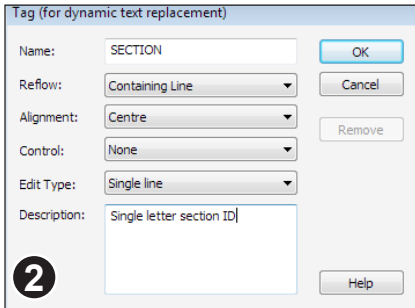 Tag (for dynamic text replacement)
Name: SECTION OK
Reflow: Containing Line Cancel
Alignment: Centre Remove
Control: None
Edit Type: Single line
Description: Single letter section ID
2 Help